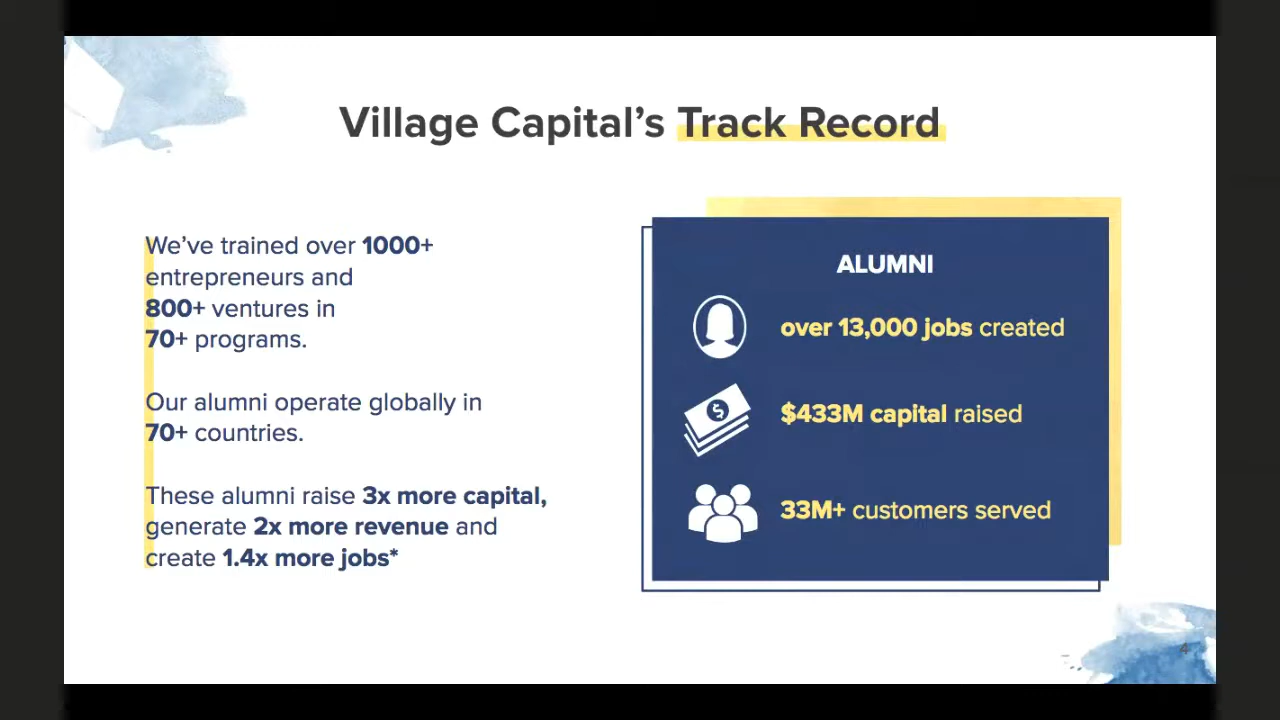 Village Capital’s Track Record
We’ve trained over 1000+
entrepreneurs and
800+ ventures in
70+ programs.
Our alumni operate globally in
70+ countries.
These alumni raise 3x more capital,
generate 2x more revenue and
create 1.4x more jobs*
ALUMNI
over 13,000 jobs created
$433M capital raised
33M+ customers served
4